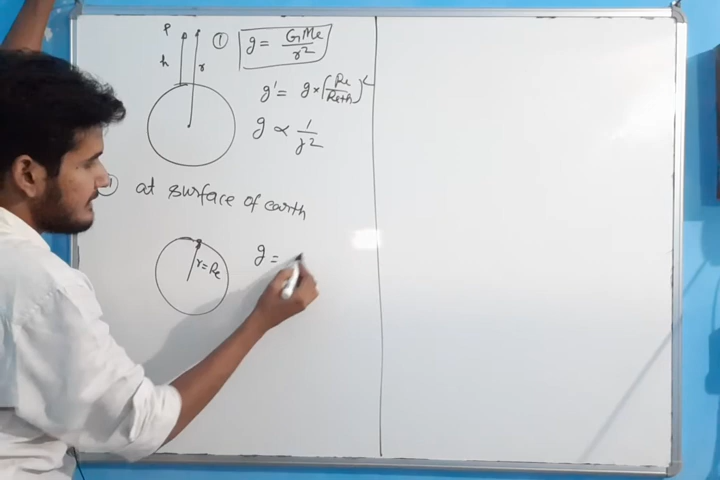 P
h
r
① g = GMe/r²
g' = g × (Re/Re+h)²
g ∝ 1/r²
at surface of earth
r = Re
g =